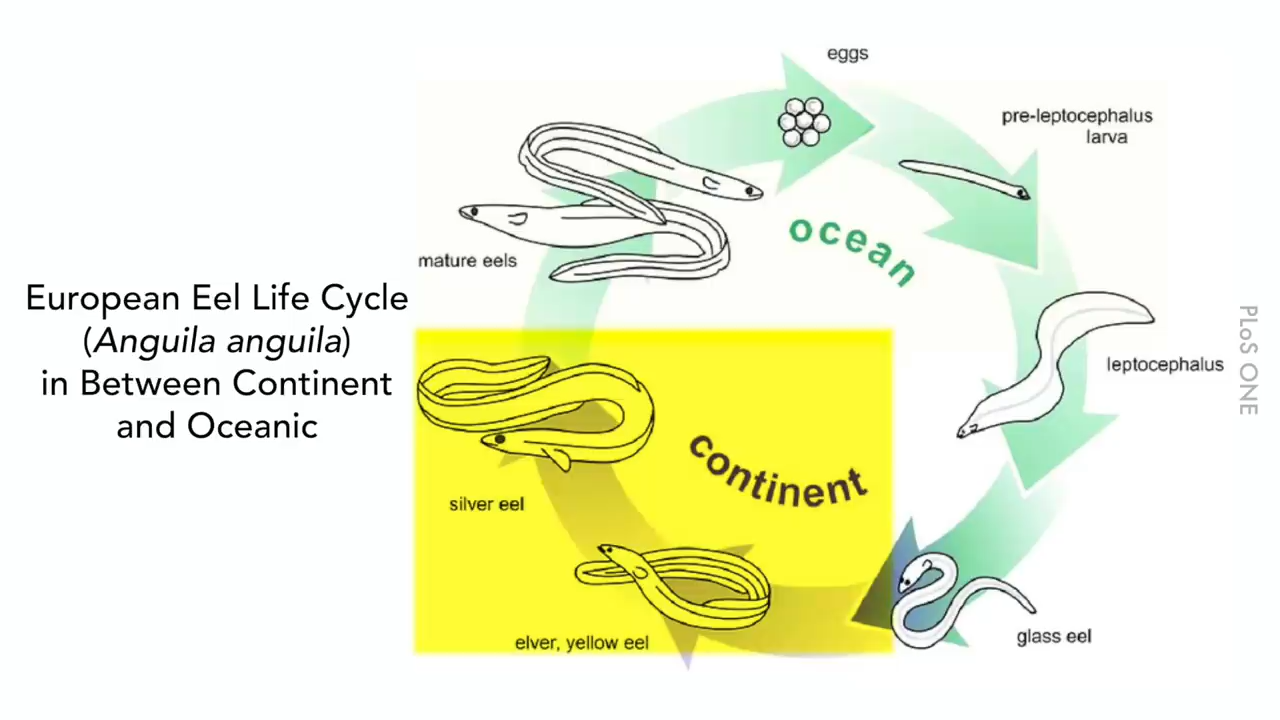 European Eel Life Cycle
(Anguila anguila)
in Between Continent
and Oceanic
eggs
pre-leptocephalus
larva
ocean
mature eels
leptocephalus
continent
silver eel
elver, yellow eel
glass eel
PLoS ONE